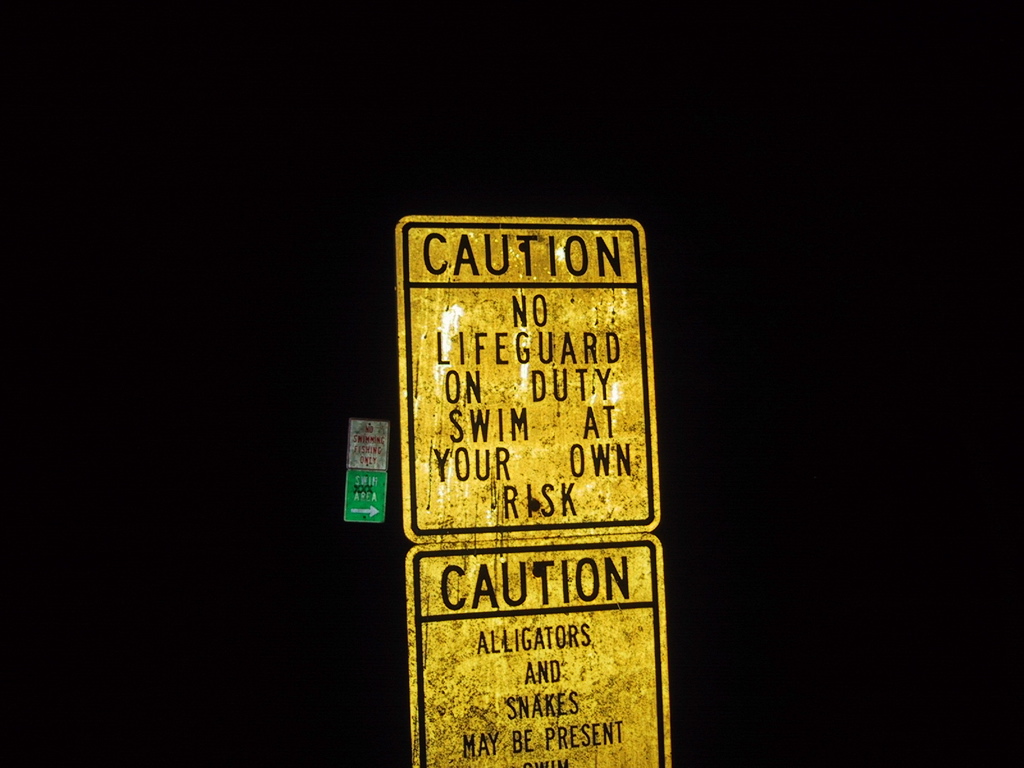 CAUTION
NO
LIFEGUARD
ON DUTY
SWIM AT
YOUR OWN
RISK
CAUTION
ALLIGATORS
AND
SNAKES
MAY BE PRESENT
SWIM
NO
SWIMMING
FISHING
ONLY
SWIM
AREA